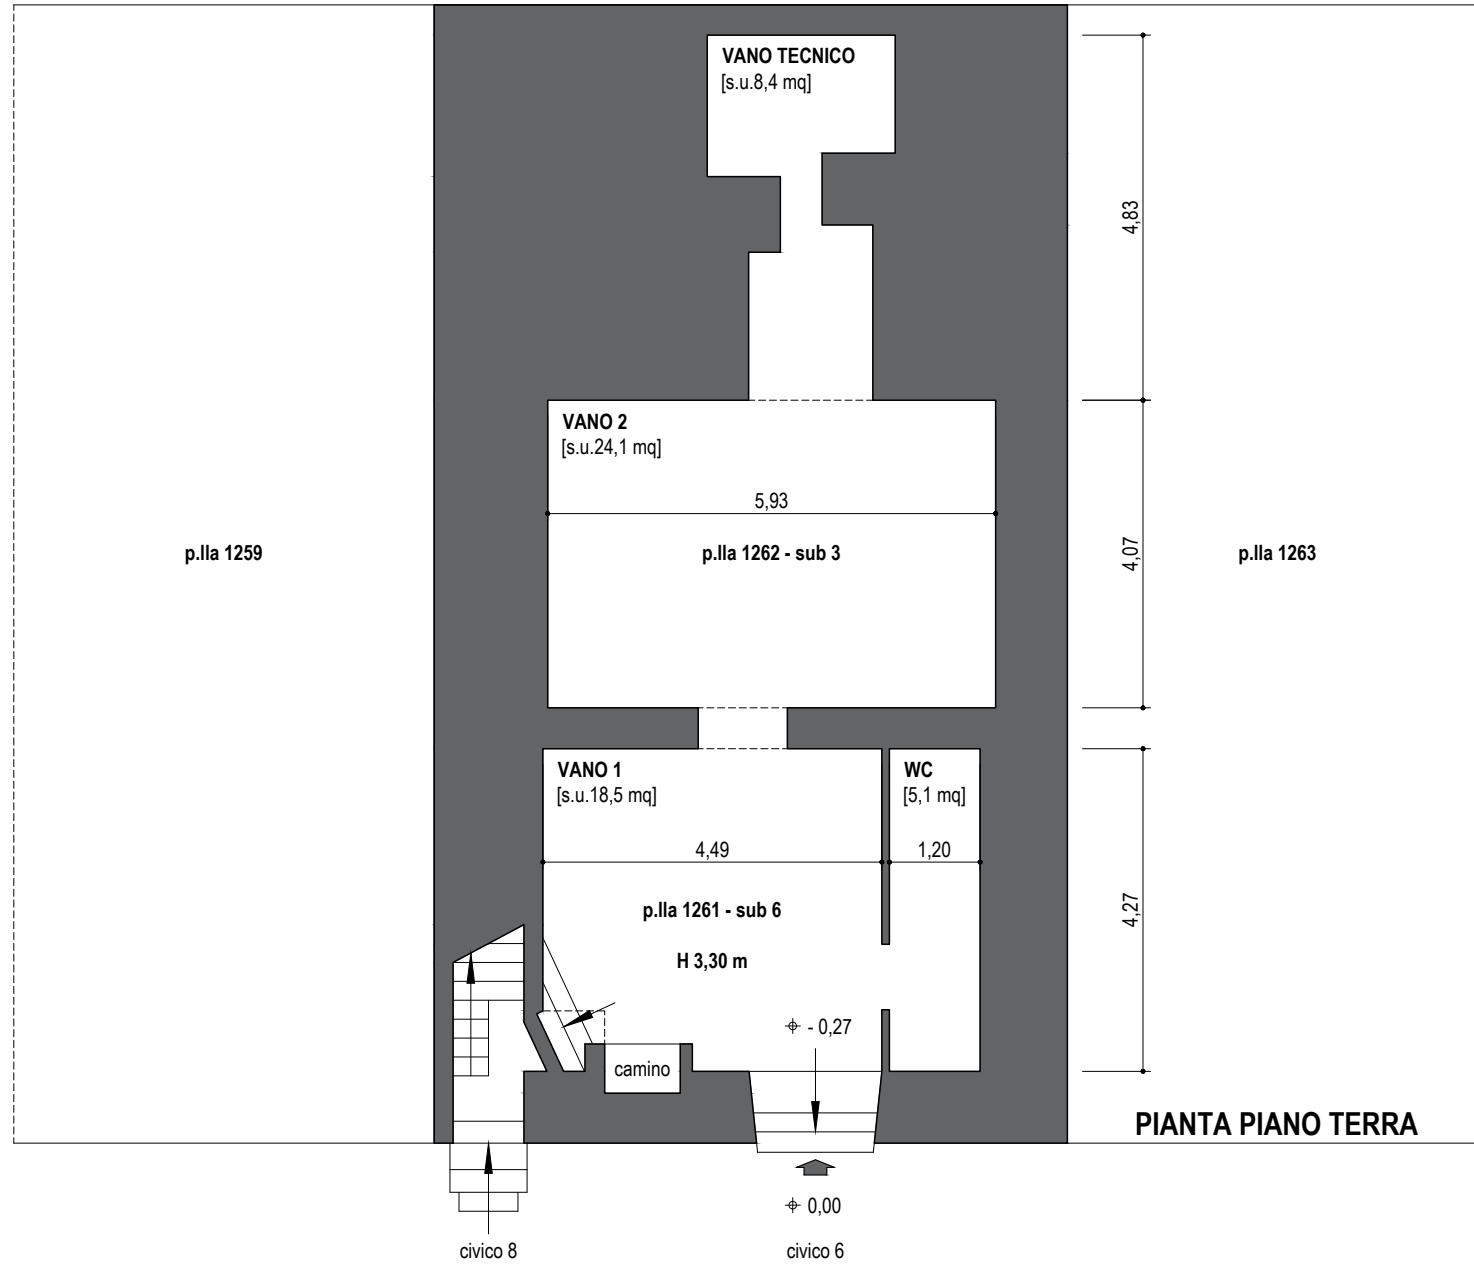 VANO TECNICO
[s.u.8,4 mq]
4,83
VANO 2
[s.u.24,1 mq]
5,93
p.lla 1259
p.lla 1262 - sub 3
4,07
p.lla 1263
VANO 1
[s.u.18,5 mq]
WC
[5,1 mq]
4,49
1,20
p.lla 1261 - sub 6
4,27
H 3,30 m
- 0,27
camino
PIANTA PIANO TERRA
0,00
civico 8
civico 6